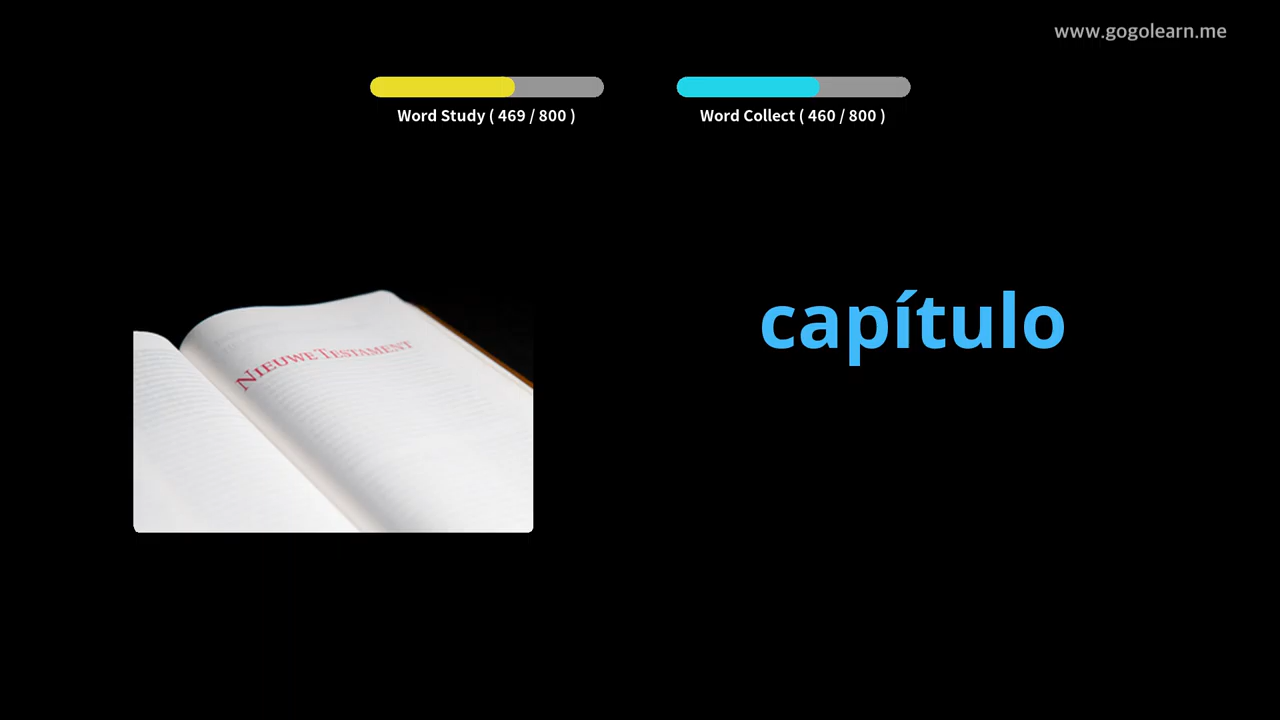 www.gogolearn.me
Word Study ( 469 / 800 )
Word Collect ( 460 / 800 )
capítulo
NIEUWE TESTAMENT